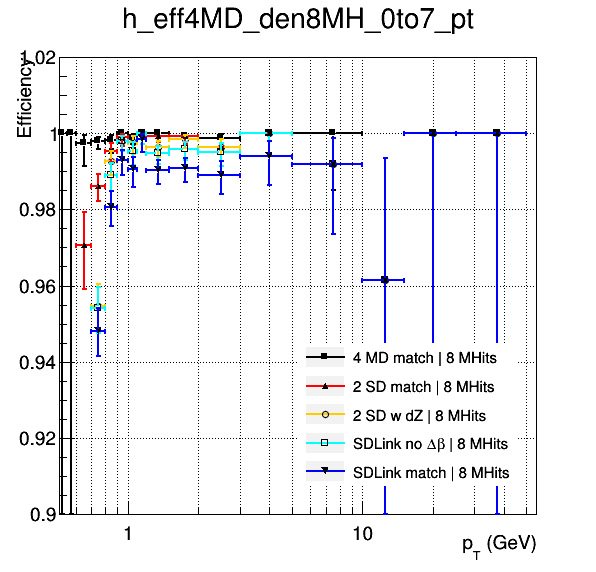 h_eff4MD_den8MH_0to7_pt
Efficiency
1.02
1
0.98
0.96
0.94
0.92
0.9
4 MD match | 8 MHits
2 SD match | 8 MHits
2 SD w dZ | 8 MHits
SDLink no Δβ | 8 MHits
SDLink match | 8 MHits
1
10
p_T (GeV)